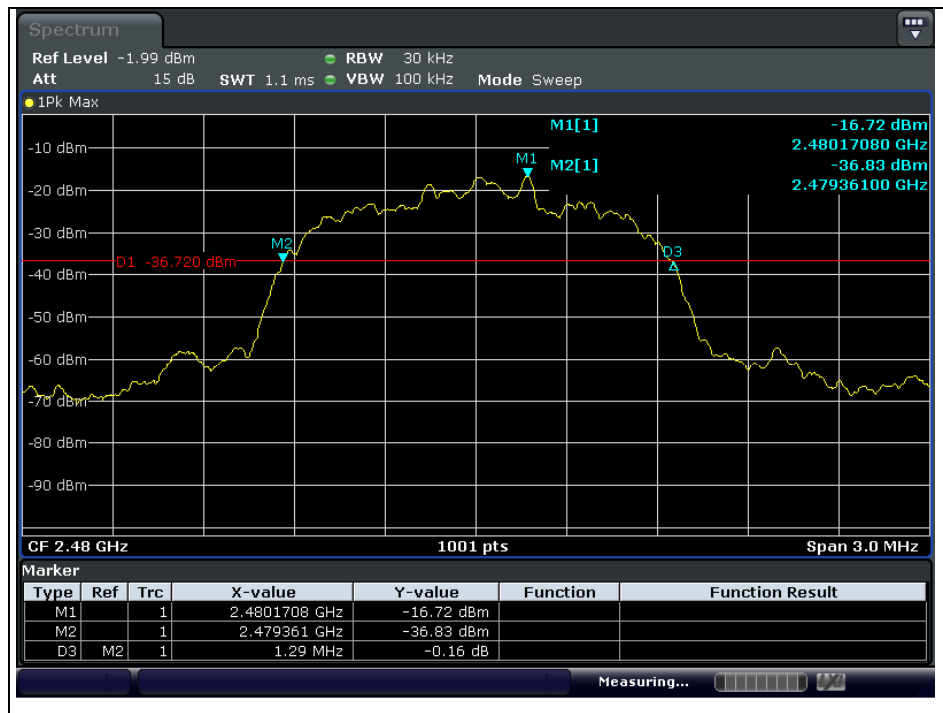 Spectrum
Ref Level -1.99 dBm RBW 30 kHz
Att 15 dB SWT 1.1 ms VBW 100 kHz Mode Sweep
1Pk Max
M1[1] -16.72 dBm
2.48017080 GHz
M2[1] -36.83 dBm
2.47936100 GHz
-10 dBm
M1
-20 dBm
-30 dBm
M2
D3
D1 -36.720 dBm
-40 dBm
-50 dBm
-60 dBm
-70 dBm
-80 dBm
-90 dBm
CF 2.48 GHz 1001 pts Span 3.0 MHz
Marker
Type Ref Trc X-value Y-value Function Function Result
M1 1 2.4801708 GHz -16.72 dBm
M2 1 2.479361 GHz -36.83 dBm
D3 M2 1 1.29 MHz -0.16 dB
Measuring...